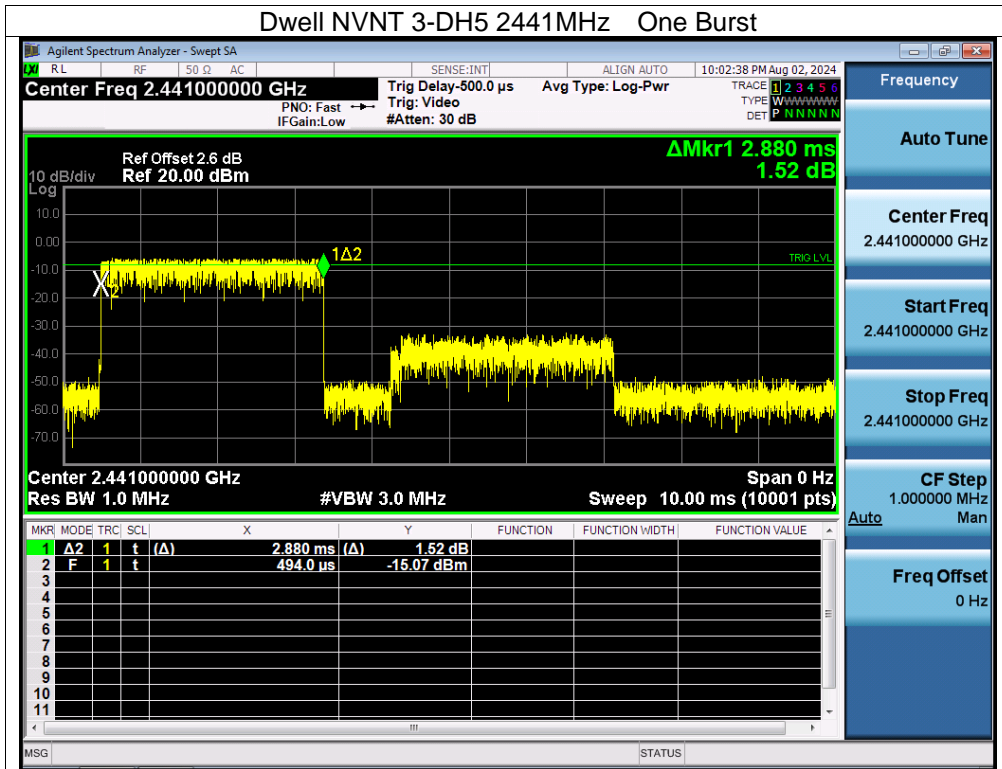 Dwell NVNT 3-DH5 2441MHz One Burst
Agilent Spectrum Analyzer - Swept SA
LXI RL RF 50 Ω AC SENSE:INT ALIGN AUTO 10:02:38 PM Aug 02, 2024
Center Freq 2.441000000 GHz
PNO: Fast
IFGain:Low
Trig Delay-500.0 µs
Trig: Video
#Atten: 30 dB
Avg Type: Log-Pwr
TRACE 1 2 3 4 5 6
TYPE WWWWWW
DET P N N N N N
Frequency
Auto Tune
Center Freq
2.441000000 GHz
Start Freq
2.441000000 GHz
Stop Freq
2.441000000 GHz
CF Step
1.000000 MHz
Auto Man
Freq Offset
0 Hz
ΔMkr1 2.880 ms
1.52 dB
Ref Offset 2.6 dB
10 dB/div Ref 20.00 dBm
Log
10.0
0.00
-10.0
-20.0
-30.0
-40.0
-50.0
-60.0
-70.0
1Δ2
TRIG LVL
2
Center 2.441000000 GHz Span 0 Hz
Res BW 1.0 MHz #VBW 3.0 MHz Sweep 10.00 ms (10001 pts)
MKR MODE TRC SCL X Y FUNCTION FUNCTION WIDTH FUNCTION VALUE
1 Δ2 1 t (Δ) 2.880 ms (Δ) 1.52 dB
2 F 1 t 494.0 µs -15.07 dBm
3
4
5
6
7
8
9
10
11
MSG STATUS